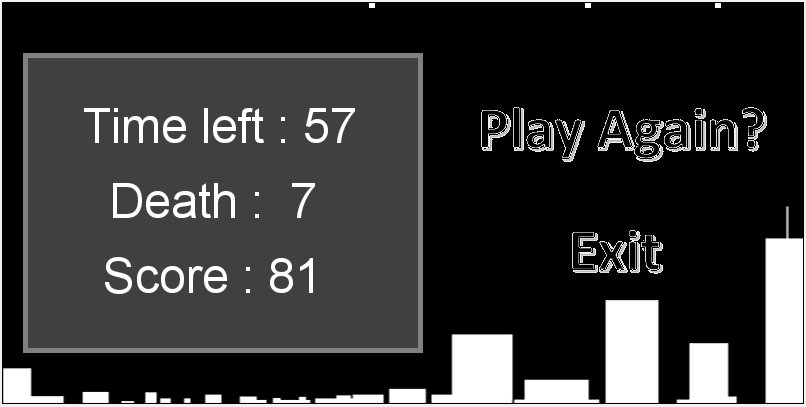 Time left : 57
Death : 7
Score : 81
Play Again?
Exit